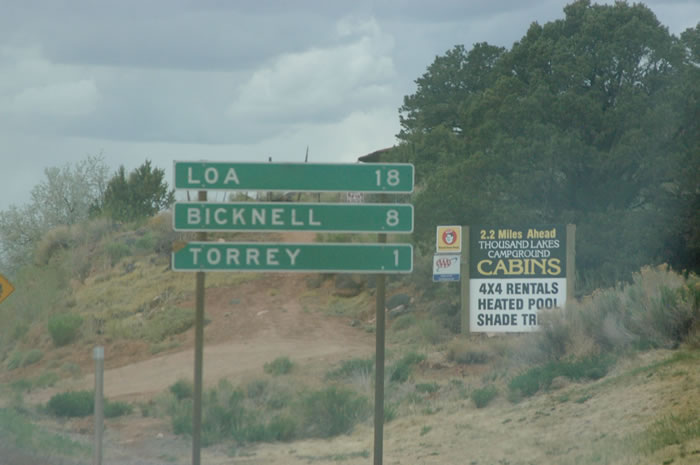 LOA 18
BICKNELL 8
TORREY 1
2.2 Miles Ahead
THOUSAND LAKES
CAMPGROUND
CABINS
4X4 RENTALS
HEATED POOL
SHADE TR
AAA